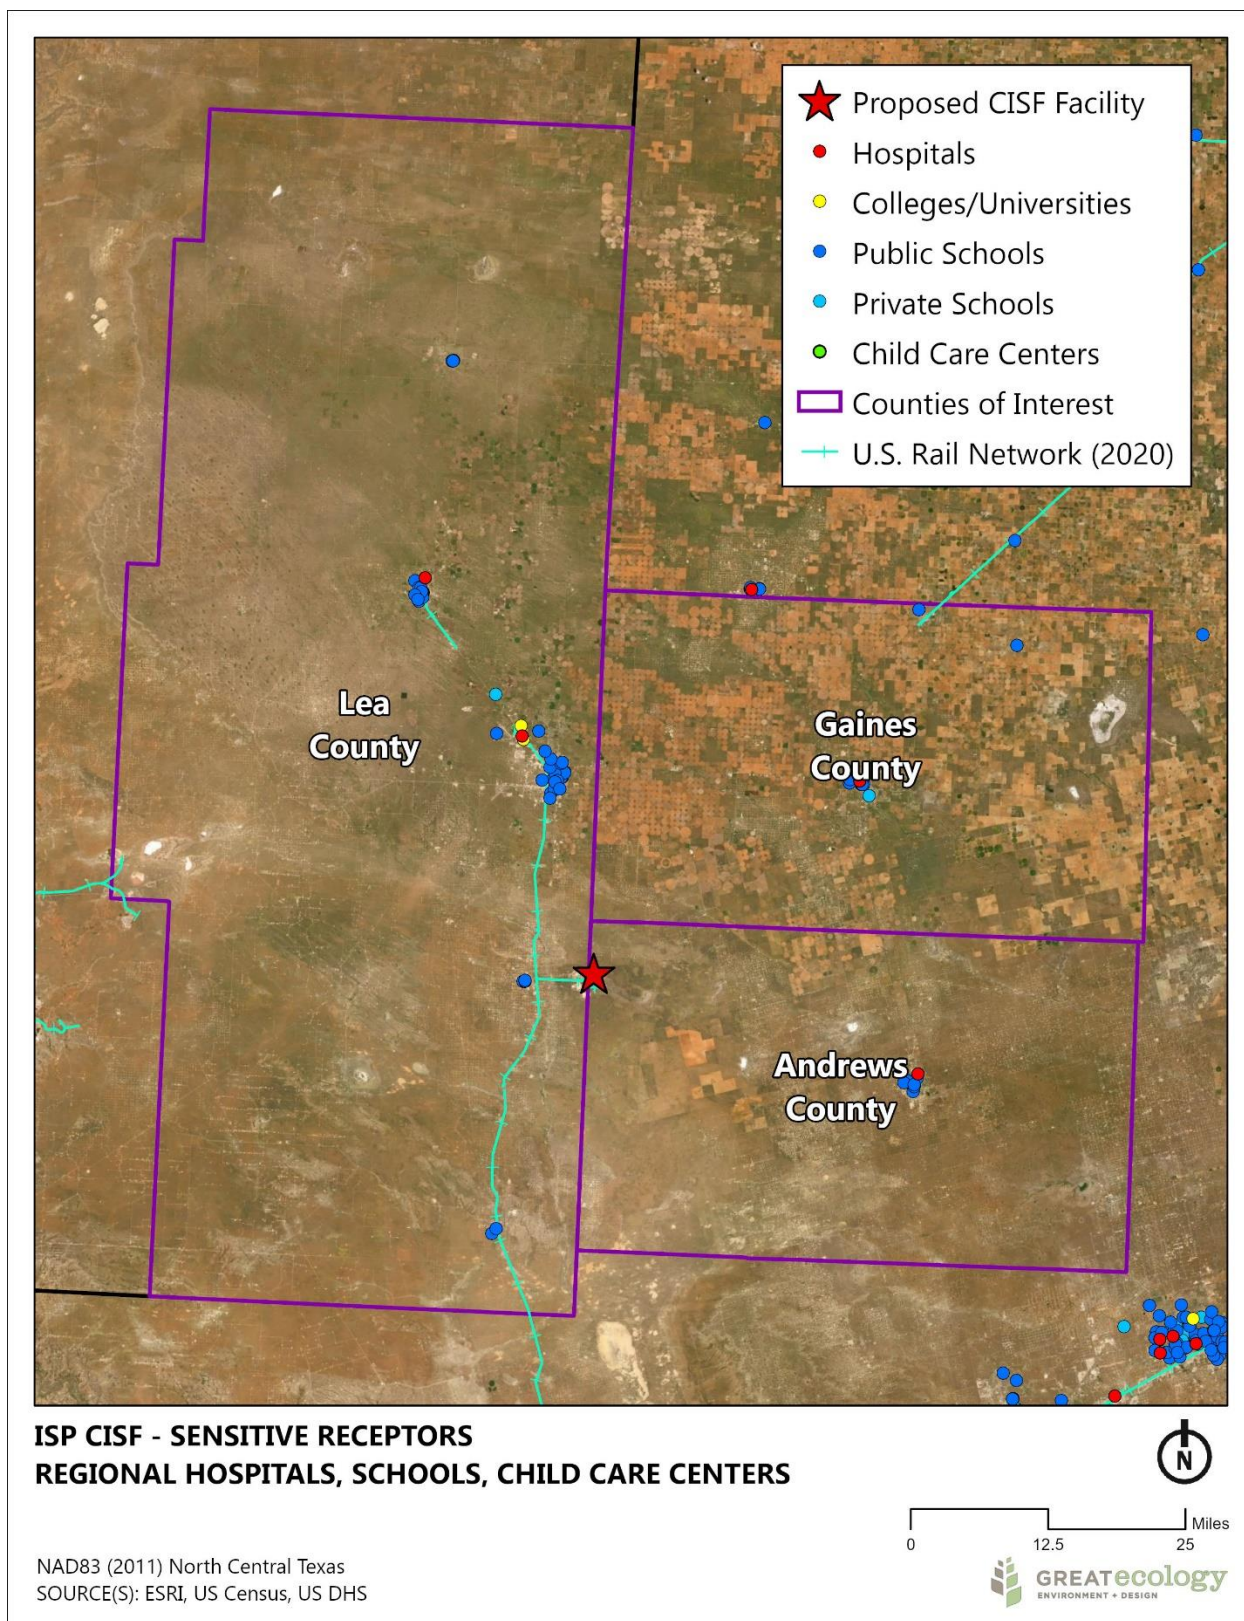 Proposed CISF Facility
Hospitals
Colleges/Universities
Public Schools
Private Schools
Child Care Centers
Counties of Interest
U.S. Rail Network (2020)
Lea
County
Gaines
County
Andrews
County
ISP CISF - SENSITIVE RECEPTORS
REGIONAL HOSPITALS, SCHOOLS, CHILD CARE CENTERS
N
Miles
0 12.5 25
NAD83 (2011) North Central Texas
SOURCE(S): ESRI, US Census, US DHS
GREATecology
ENVIRONMENT + DESIGN